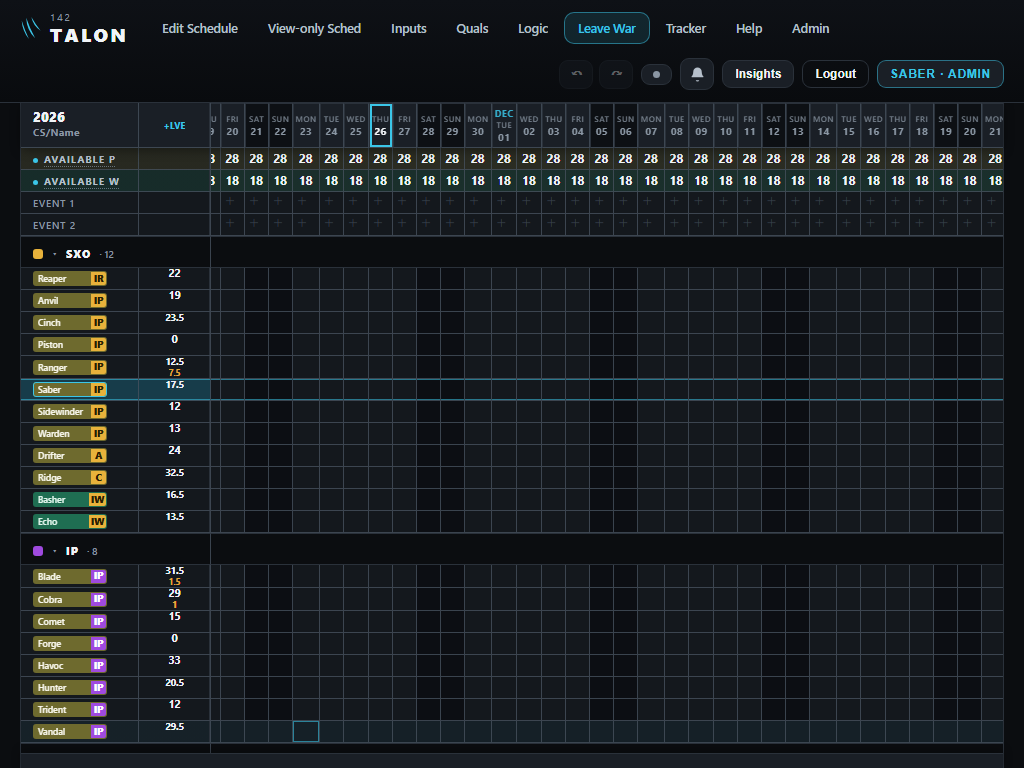 142
TALON
Edit Schedule View-only Sched Inputs Quals Logic Leave War Tracker Help Admin
Insights Logout SABER · ADMIN
2026
CS/Name
+LVE
FRI 20 SAT 21 SUN 22 MON 23 TUE 24 WED 25 THU 26 FRI 27 SAT 28 SUN 29 MON 30 DEC TUE 01 WED 02 THU 03 FRI 04 SAT 05 SUN 06 MON 07 TUE 08 WED 09 THU 10 FRI 11 SAT 12 SUN 13 MON 14 TUE 15 WED 16 THU 17 FRI 18 SAT 19 SUN 20 MON 21
AVAILABLE P 28 28 28 28 28 28 28 28 28 28 28 28 28 28 28 28 28 28 28 28 28 28 28 28 28 28 28 28 28 28 28 28
AVAILABLE W 18 18 18 18 18 18 18 18 18 18 18 18 18 18 18 18 18 18 18 18 18 18 18 18 18 18 18 18 18 18 18 18
EVENT 1 + + + + + + + + + + + + + + + + + + + + + + + + + + + + + + + +
EVENT 2 + + + + + + + + + + + + + + + + + + + + + + + + + + + + + + + +
· SXO · 12
Reaper IR 22
Anvil IP 19
Cinch IP 23.5
Piston IP 0
Ranger IP 12.5
7.5
Saber IP 17.5
Sidewinder IP 12
Warden IP 13
Drifter A 24
Ridge C 32.5
Basher IW 16.5
Echo IW 13.5
· IP · 8
Blade IP 31.5
1.5
Cobra IP 29
1
Comet IP 15
Forge IP 0
Havoc IP 33
Hunter IP 20.5
Trident IP 12
Vandal IP 29.5